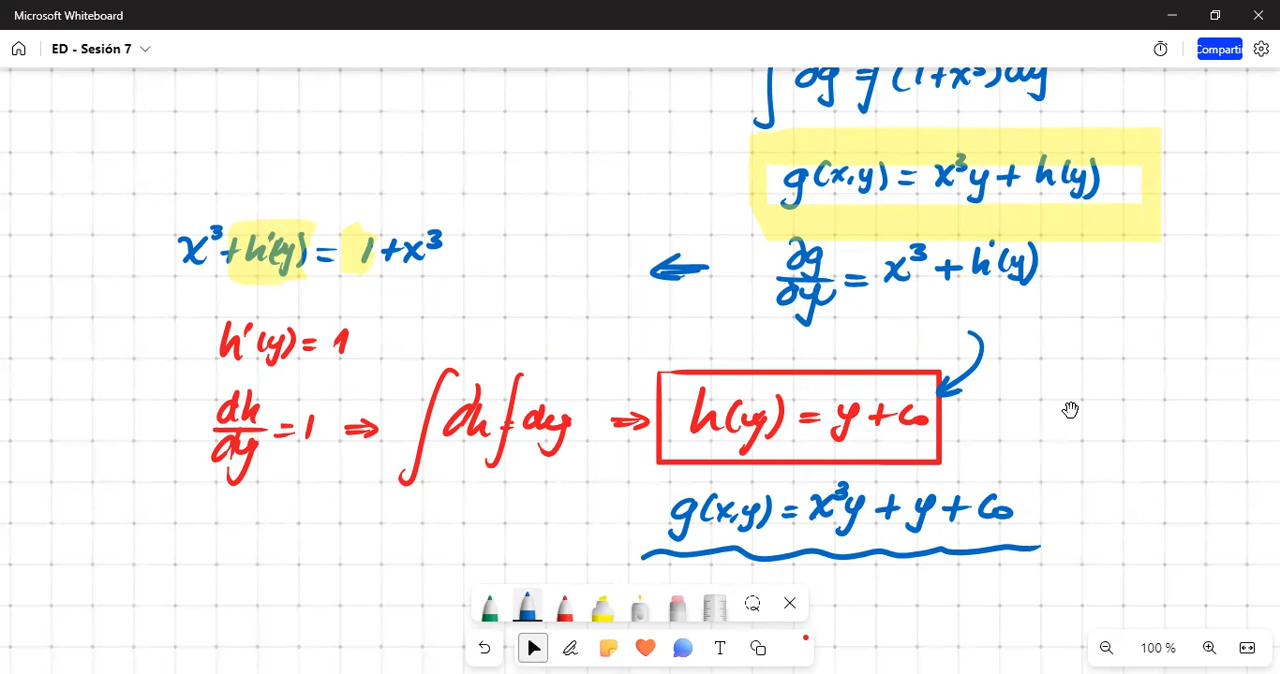 Microsoft Whiteboard
ED - Sesión 7
Compartir
∫ ∂g = ∫ (1+x³)dy
g(x,y) = x³y + h(y)
x³ + h'(y) = 1 + x³
∂g/∂y = x³ + h'(y)
h'(y) = 1
dh/dy = 1 ⇒ ∫ dh = ∫ dy ⇒ h(y) = y + c₀
g(x,y) = x³y + y + c₀
T
100 %